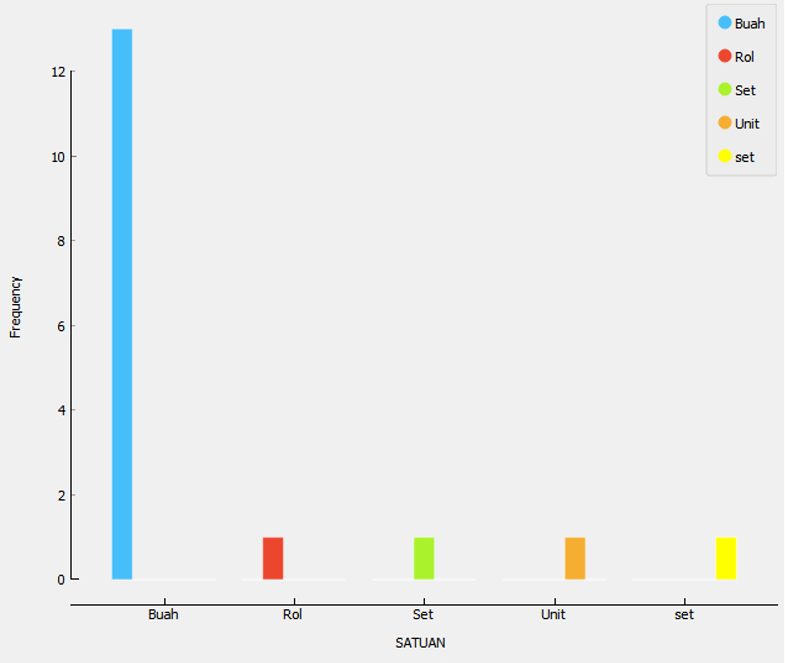 Buah
Rol
Set
Unit
set
12
10
8
6
4
2
0
Frequency
Buah Rol Set Unit set
SATUAN